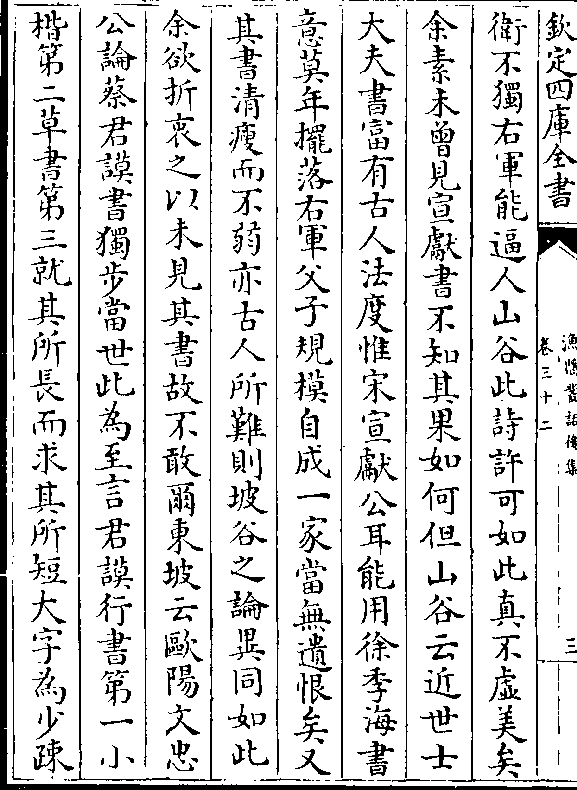 欽定四庫全書
漁隱叢話後集
卷三十二
三
衛不獨右軍能逼人山谷此詩許可如此真不虛美矣
余素未曾見宣獻書不知其果如何但山谷云近世士
大夫書富有古人法度惟宋宣獻公耳能用徐季海書
意莫年擺落右軍父子規模自成一家當無遺恨矣又
其書清瘦而不弱亦古人所難則坡谷之論異同如此
余欲折衷之以未見其書故不敢爾東坡云歐陽文忠
公論蔡君謨書獨步當世此為至言君謨行書第一小
楷第二草書第三就其所長而求其所短大字為少疎